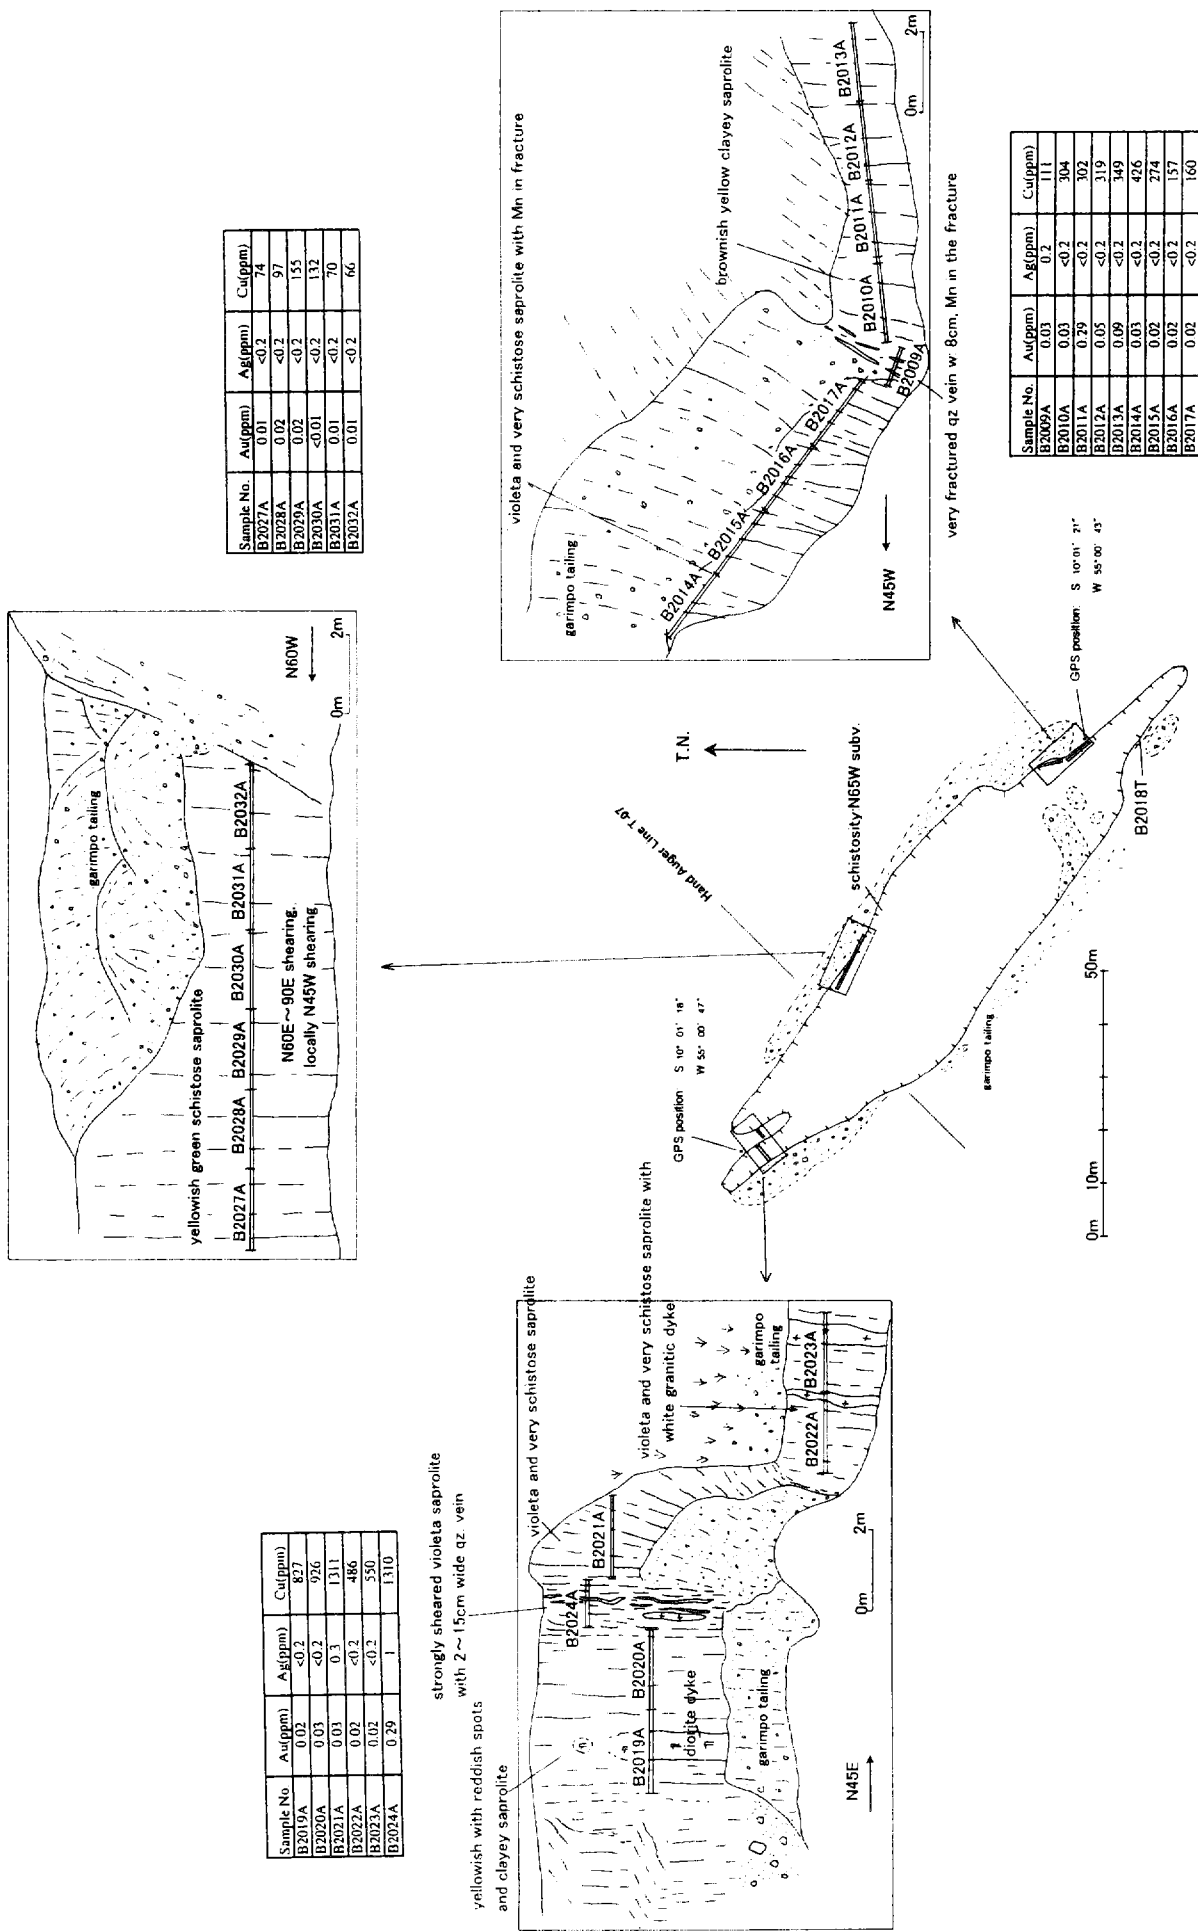 Sample No Au(ppm) Ag(ppm) Cu(ppm)
B2019A 0.02 <0.2 827
B2020A 0.03 <0.2 926
B2021A 0.03 0.3 1311
B2022A 0.02 <0.2 486
B2023A 0.02 <0.2 550
B2024A 0.29 1 1310
strongly sheared violeta saprolite
with 2~15cm wide qz. vein
yellowish with reddish spots
and clayey saprolite
violeta and very schistose saprolite
violeta and very schistose saprolite with
white granitic dyke
B2024A
B2021A
B2019A
B2020A
diorite dyke
garimpo tailing
garimpo
tailing
B2022A
B2023A
N45E
0m
2m
yellowish green schistose saprolite
garimpo tailing
B2027A
B2028A
B2029A
B2030A
B2031A
B2032A
N60E~90E shearing.
locally N45W shearing
N60W
0m
2m
Sample No. Au(ppm) Ag(ppm) Cu(ppm)
B2027A 0.01 <0.2 74
B2028A 0.02 <0.2 97
B2029A 0.02 <0.2 155
B2030A <0.01 <0.2 132
B2031A 0.01 <0.2 70
B2032A 0.01 <0.2 66
GPS position S 10° 01' 18"
W 55° 00' 47"
Hand Auger Line T-07
T.N.
schistosity:N65W subv.
garimpo tailing
B2018T
GPS position: S 10°01' 21"
W 55°00' 43"
0m
10m
50m
violeta and very schistose saprolite with Mn in fracture
garimpo tailing
brownish yellow clayey saprolite
B2014A
B2015A
B2016A
B2017A
B2009A
B2010A
B2011A
B2012A
B2013A
N45W
0m
2m
very fractured qz vein w 8cm, Mn in the fracture
Sample No. Au(ppm) Ag(ppm) Cu(ppm)
B2009A 0.03 0.2 111
B2010A 0.03 <0.2 304
B2011A 0.29 <0.2 302
B2012A 0.05 <0.2 319
B2013A 0.09 <0.2 349
B2014A 0.03 <0.2 426
B2015A 0.02 <0.2 274
B2016A 0.02 <0.2 157
B2017A 0.02 <0.2 160